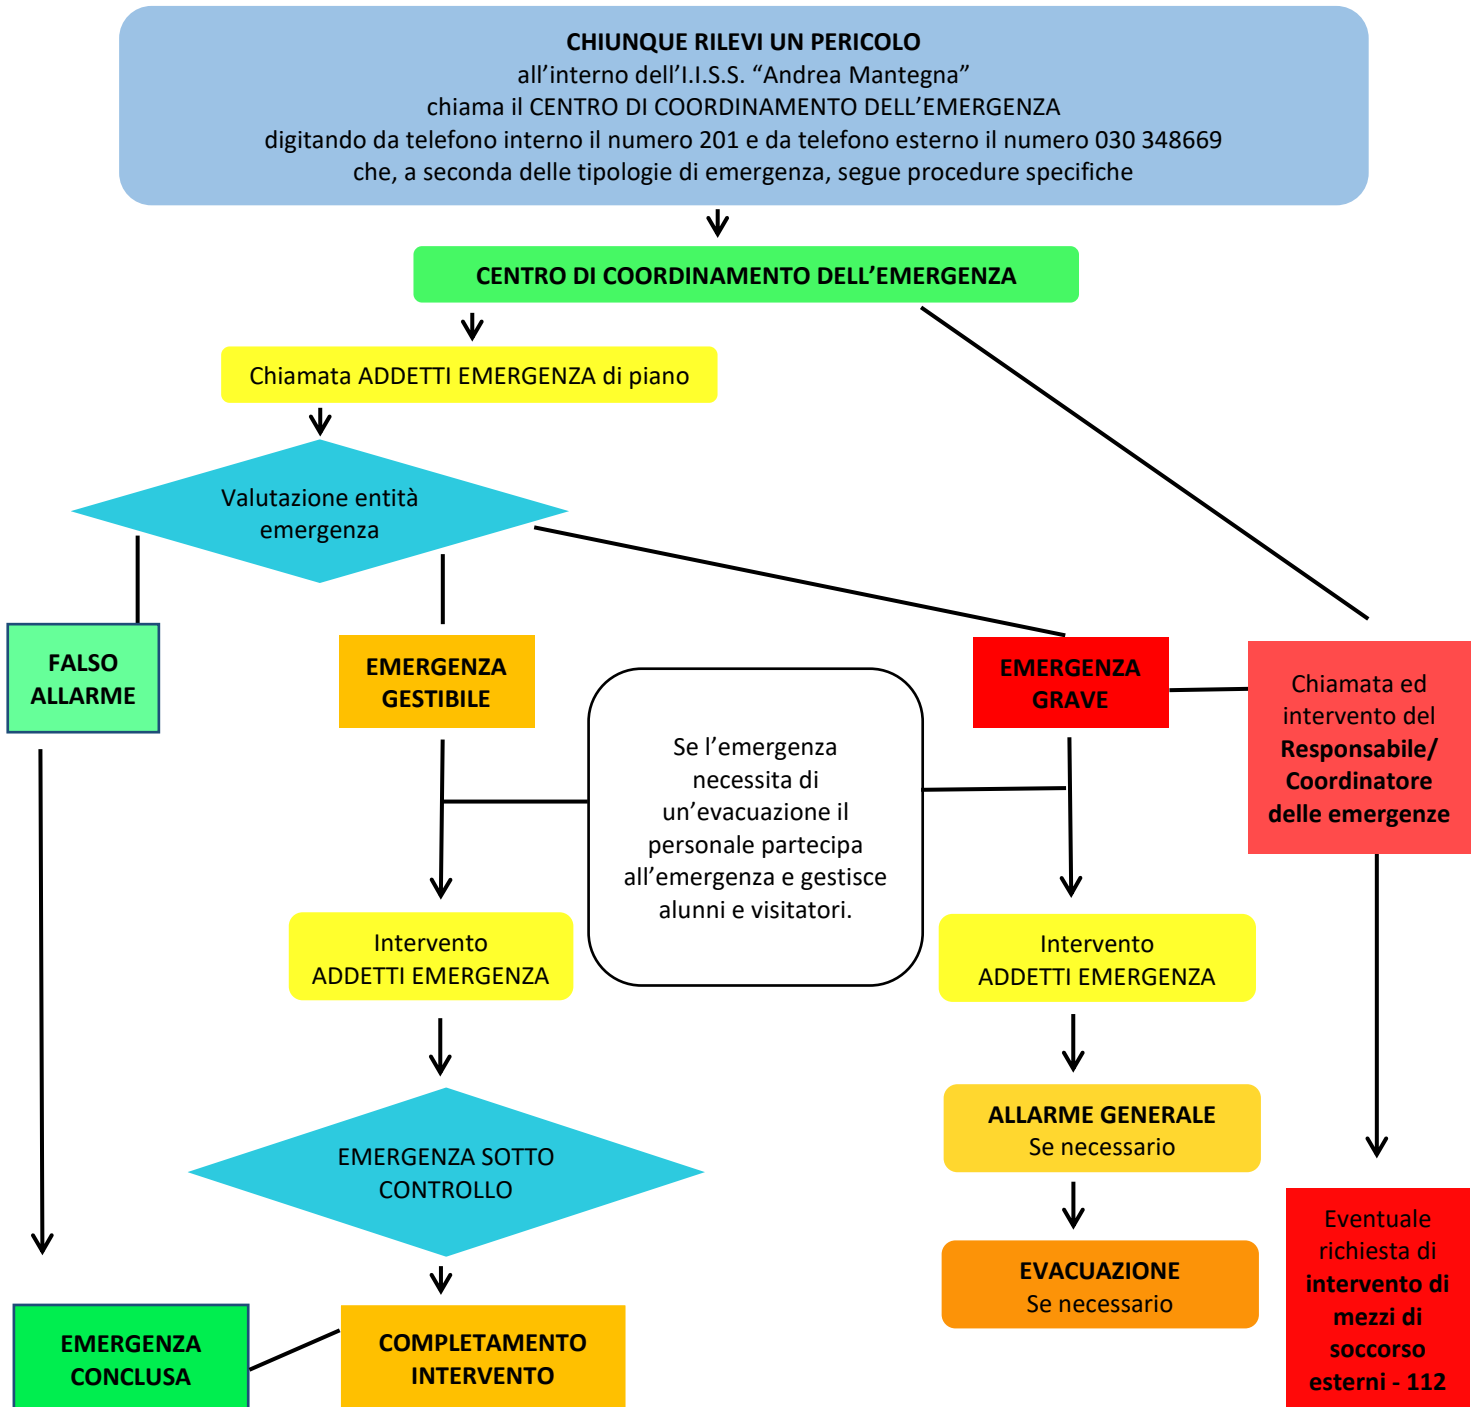 CHIUNQUE RILEVI UN PERICOLO
all’interno dell’I.I.S.S. “Andrea Mantegna”
chiama il CENTRO DI COORDINAMENTO DELL’EMERGENZA
digitando da telefono interno il numero 201 e da telefono esterno il numero 030 348669
che, a seconda delle tipologie di emergenza, segue procedure specifiche
CENTRO DI COORDINAMENTO DELL’EMERGENZA
Chiamata ADDETTI EMERGENZA di piano
Valutazione entità
emergenza
FALSO
ALLARME
EMERGENZA
GESTIBILE
EMERGENZA
GRAVE
Chiamata ed
intervento del
Responsabile/
Coordinatore
delle emergenze
Se l’emergenza
necessita di
un’evacuazione il
personale partecipa
all’emergenza e gestisce
alunni e visitatori.
Intervento
ADDETTI EMERGENZA
Intervento
ADDETTI EMERGENZA
EMERGENZA SOTTO
CONTROLLO
ALLARME GENERALE
Se necessario
EVACUAZIONE
Se necessario
Eventuale
richiesta di
intervento di
mezzi di
soccorso
esterni - 112
EMERGENZA
CONCLUSA
COMPLETAMENTO
INTERVENTO